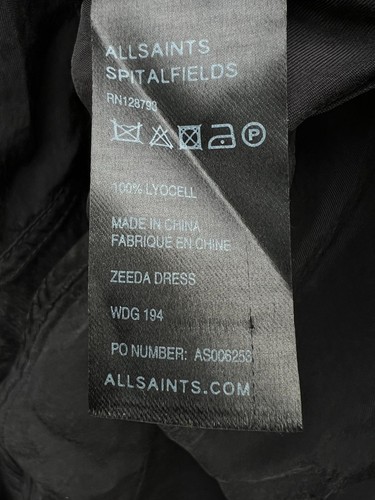 ALLSAINTS
SPITALFIELDS
RN128793
P
100% LYOCELL
MADE IN CHINA
FABRIQUE EN CHINE
ZEEDA DRESS
WDG 194
PO NUMBER: AS006253
ALLSAINTS.COM